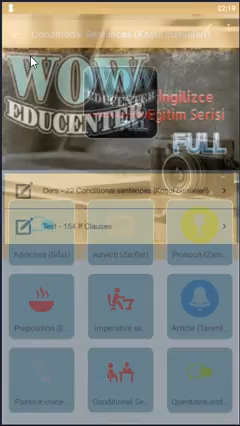 22:19
Conditional Sentences (Koşul cümleleri)
WOW
EDUCENTER
İngilizce
Eğitim Serisi
FULL
Ders - 22 Conditional sentences (Koşul cümleleri)
Test - 154 If Clauses
Adjective (Sıfat)
Adverb (Zarflar)
Pronoun (Zam...
Preposition (E...
Imperative se...
Article (Tanıml...
Passive voice...
Conditional Se...
Questions and...